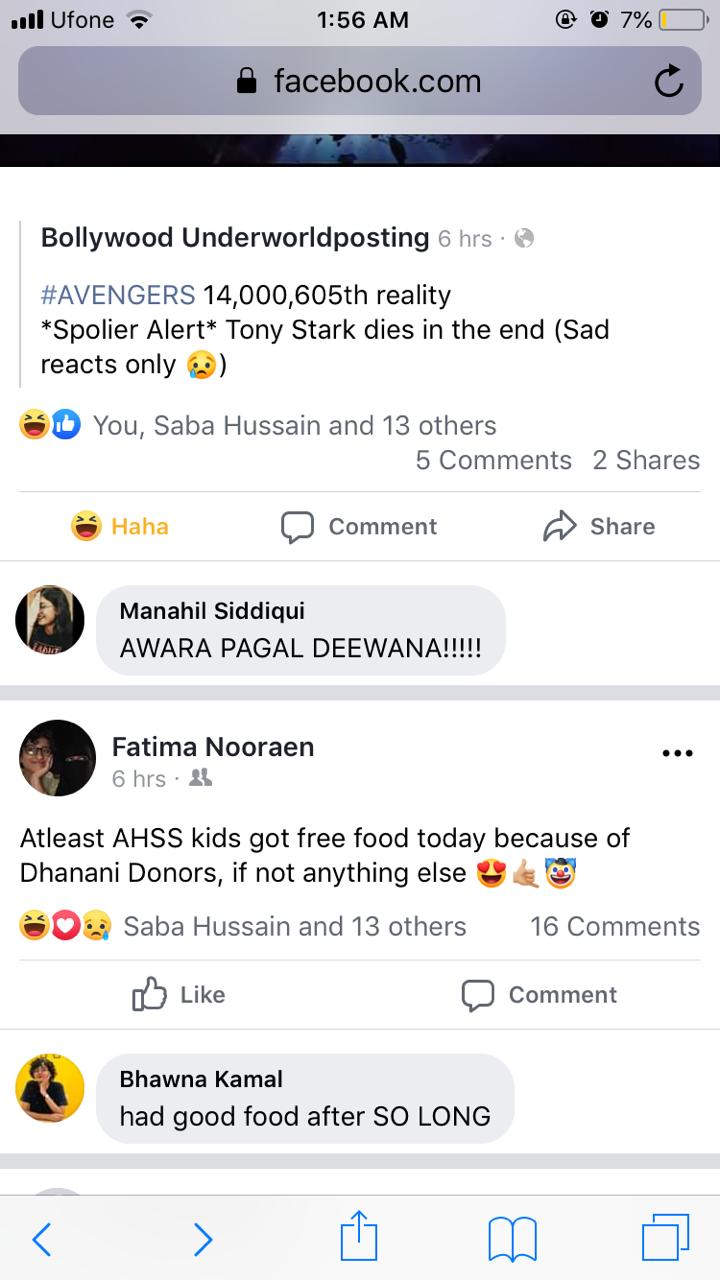 Ufone 1:56 AM 7%
facebook.com
Bollywood Underworldposting 6 hrs ·
#AVENGERS 14,000,605th reality
*Spolier Alert* Tony Stark dies in the end (Sad
reacts only 😢)
You, Saba Hussain and 13 others
5 Comments 2 Shares
Haha Comment Share
Manahil Siddiqui
AWARA PAGAL DEEWANA!!!!!
Fatima Nooraen
6 hrs ·
Atleast AHSS kids got free food today because of
Dhanani Donors, if not anything else 😍🤙🏼🤡
Saba Hussain and 13 others 16 Comments
Like Comment
Bhawna Kamal
had good food after SO LONG